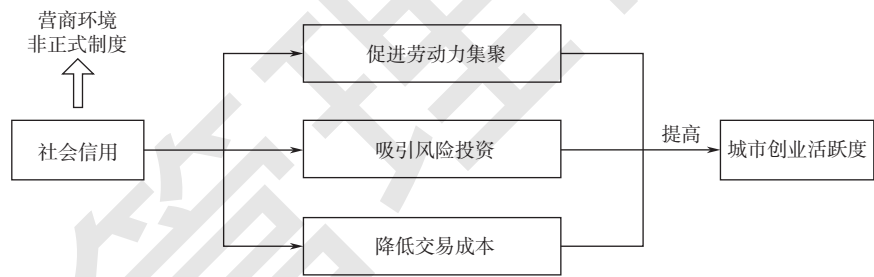 营商环境
非正式制度
社会信用
促进劳动力集聚
吸引风险投资
降低交易成本
提高
城市创业活跃度
管理